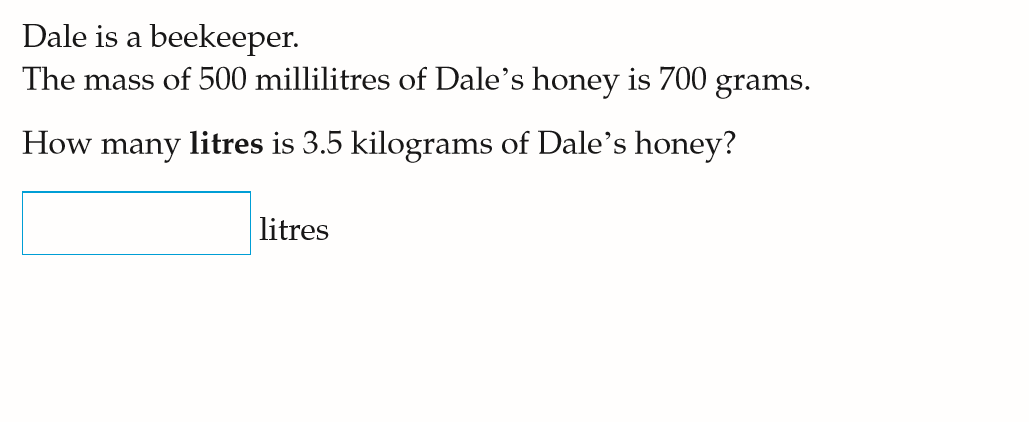 Dale is a beekeeper.
The mass of 500 millilitres of Dale’s honey is 700 grams.
How many litres is 3.5 kilograms of Dale’s honey?
litres